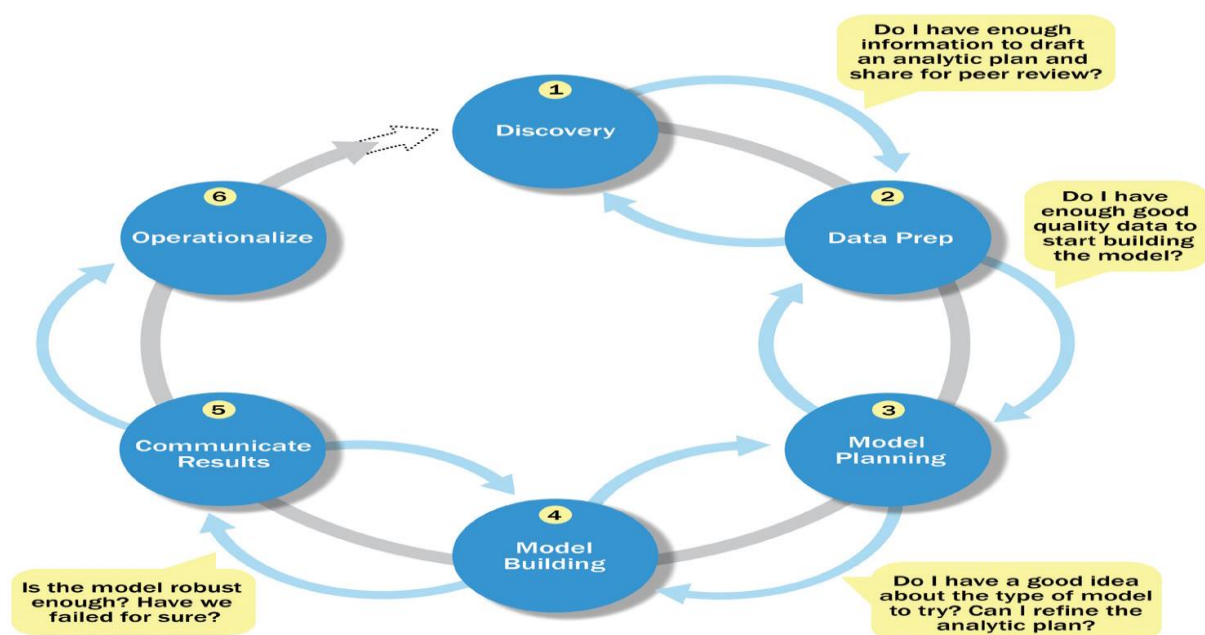 Do I have enough
information to draft
an analytic plan and
share for peer review?
1
Discovery
2
Data Prep
Do I have
enough good
quality data to
start building
the model?
6
Operationalize
3
Model
Planning
5
Communicate
Results
4
Model
Building
Is the model robust
enough? Have we
failed for sure?
Do I have a good idea
about the type of model
to try? Can I refine the
analytic plan?